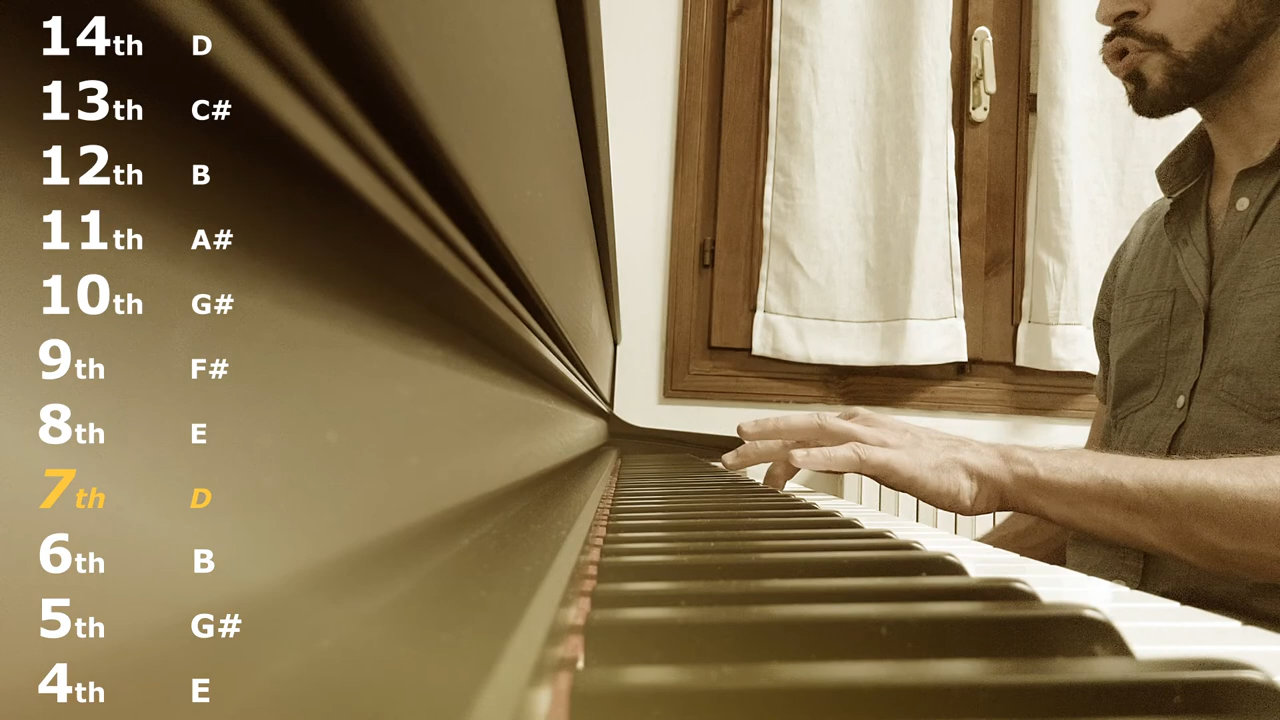 14th D
13th C#
12th B
11th A#
10th G#
9th F#
8th E
7th D
6th B
5th G#
4th E